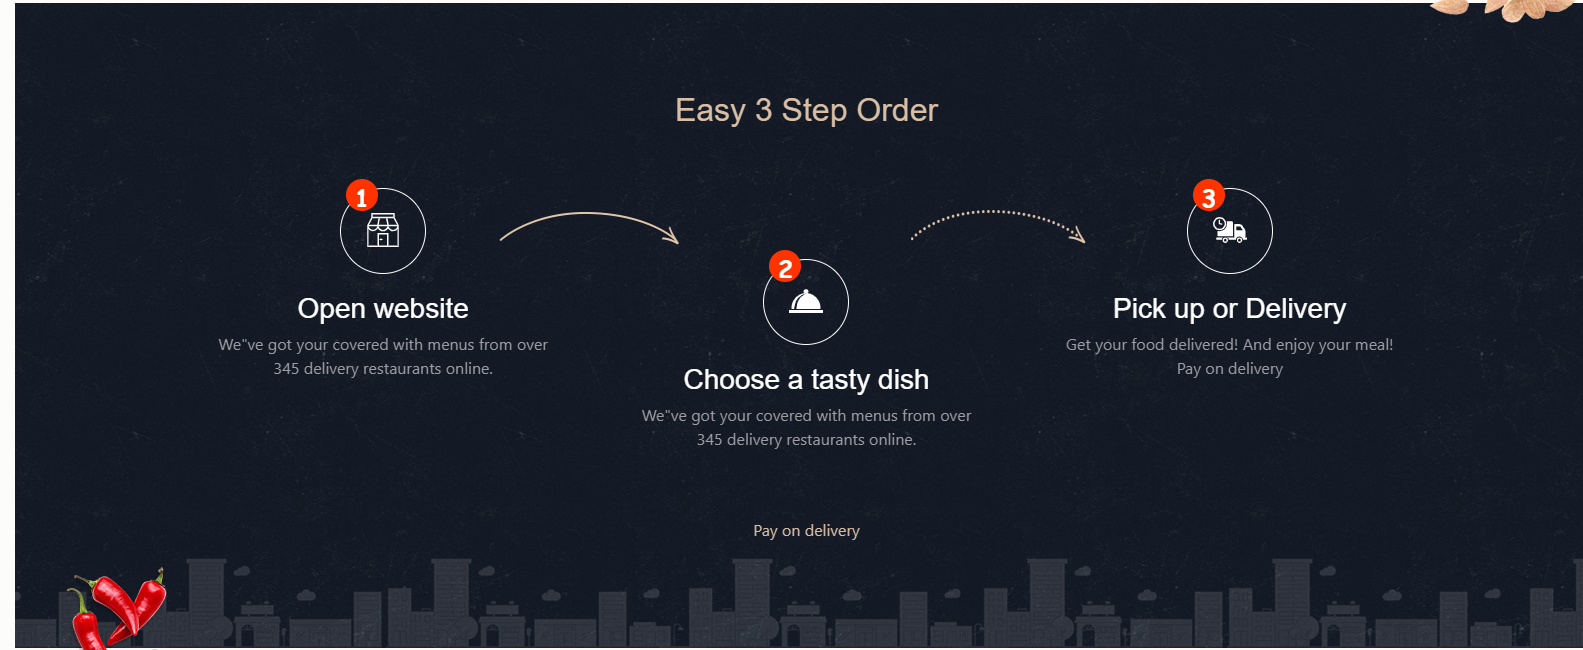 Easy 3 Step Order
1
Open website
We"ve got your covered with menus from over
345 delivery restaurants online.
2
Choose a tasty dish
We"ve got your covered with menus from over
345 delivery restaurants online.
3
Pick up or Delivery
Get your food delivered! And enjoy your meal!
Pay on delivery
Pay on delivery